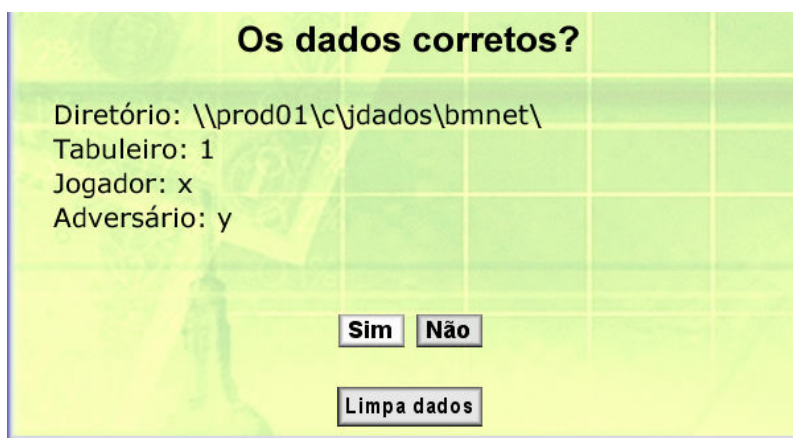 Os dados corretos?
Diretório: \\prod01\c\jdados\bmnet\
Tabuleiro: 1
Jogador: x
Adversário: y
Sim Não
Limpa dados